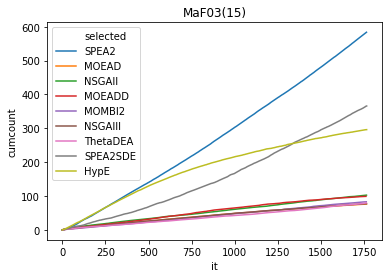 MaF03(15)
600
500
400
300
200
100
0
cumcount
selected
SPEA2
MOEAD
NSGAII
MOEADD
MOMBI2
NSGAIII
ThetaDEA
SPEA2SDE
HypE
0 250 500 750 1000 1250 1500 1750
it